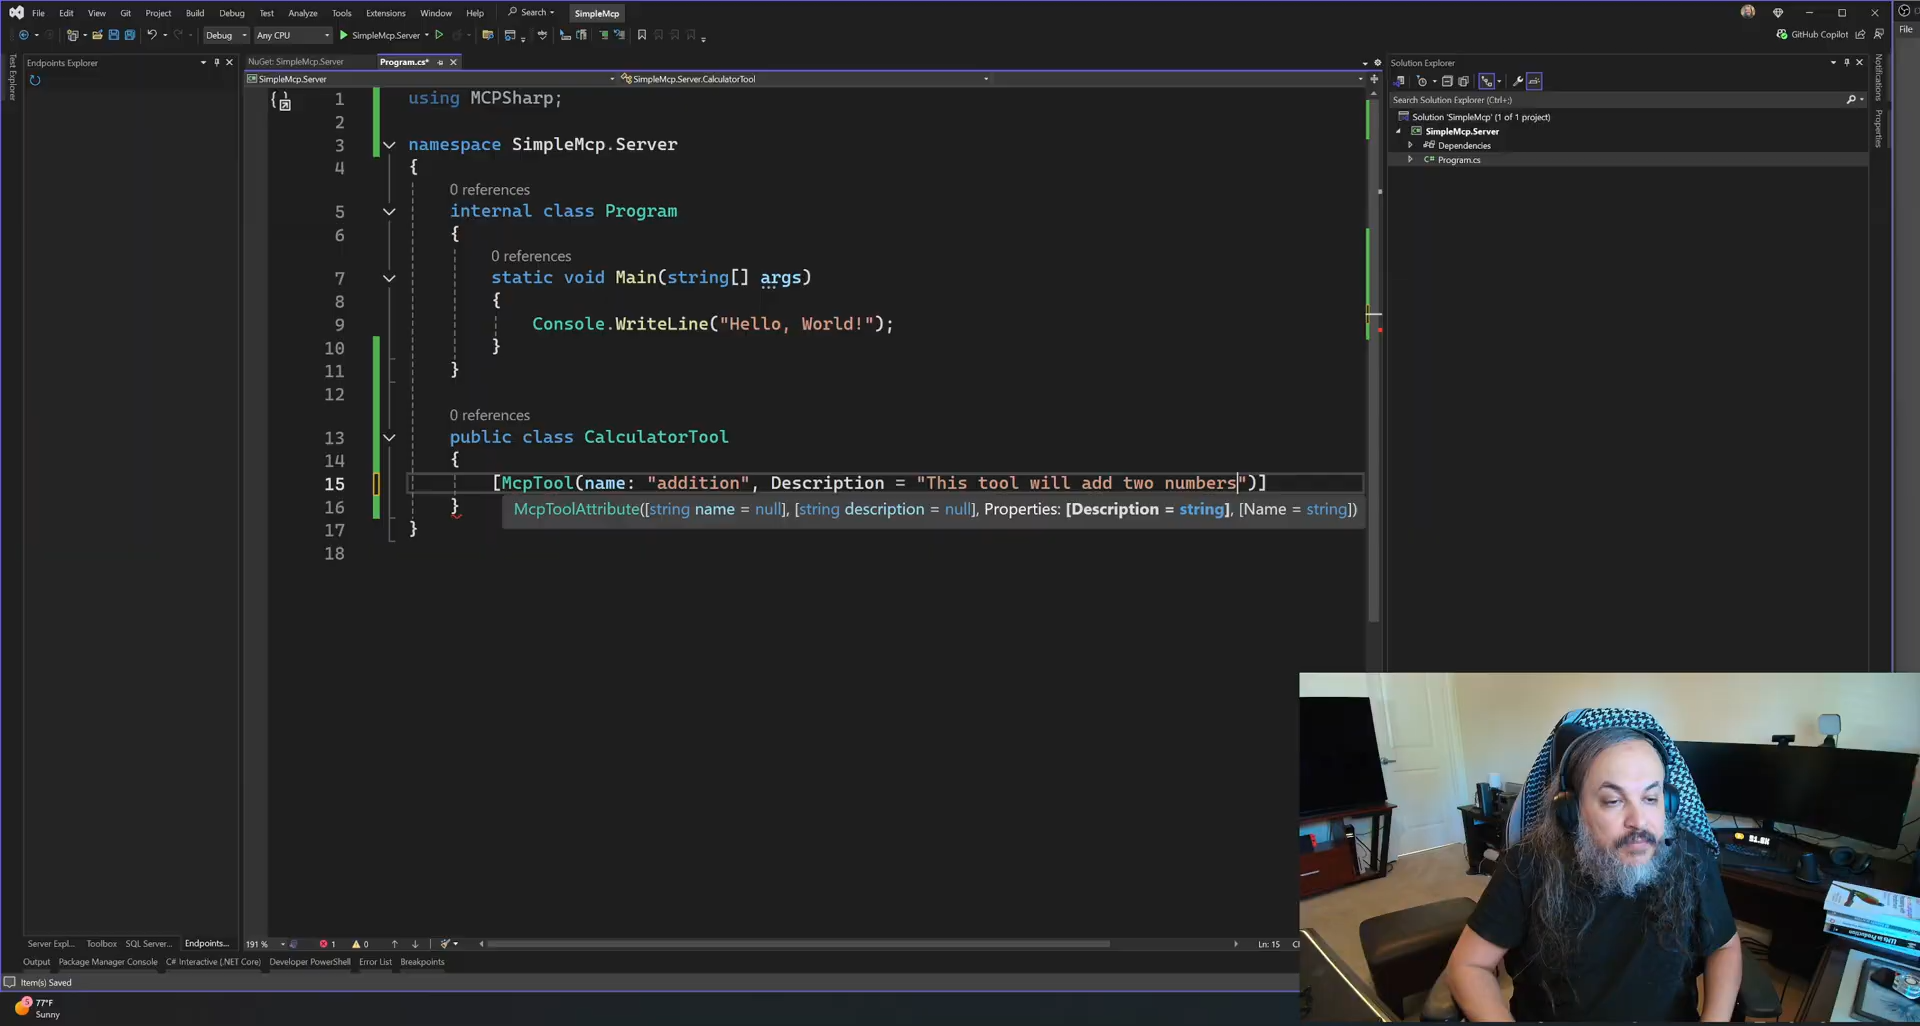 File Edit View Git Project Build Debug Test Analyze Tools Extensions Window Help Search SimpleMcp
Debug Any CPU SimpleMcp.Server GitHub Copilot
File
Test Explorer
Endpoints Explorer
NuGet: SimpleMcp.Server Program.cs*
SimpleMcp.Server SimpleMcp.Server.CalculatorTool
1 using MCPSharp;
2
3 namespace SimpleMcp.Server
4 {
0 references
5 internal class Program
6 {
0 references
7 static void Main(string[] args)
8 {
9 Console.WriteLine("Hello, World!");
10 }
11 }
12
0 references
13 public class CalculatorTool
14 {
15 [McpTool(name: "addition", Description = "This tool will add two numbers")]
16 }
McpToolAttribute([string name = null], [string description = null], Properties: [Description = string], [Name = string])
17 }
18
Solution Explorer
Search Solution Explorer (Ctrl+;)
Solution 'SimpleMcp' (1 of 1 project)
SimpleMcp.Server
Dependencies
C# Program.cs
Notifications
Properties
51.0K
191 % 1 0 Ln: 15
Server Expl... Toolbox SQL Server... Endpoints...
Output Package Manager Console C# Interactive (.NET Core) Developer PowerShell Error List Breakpoints
Item(s) Saved
77°F
Sunny